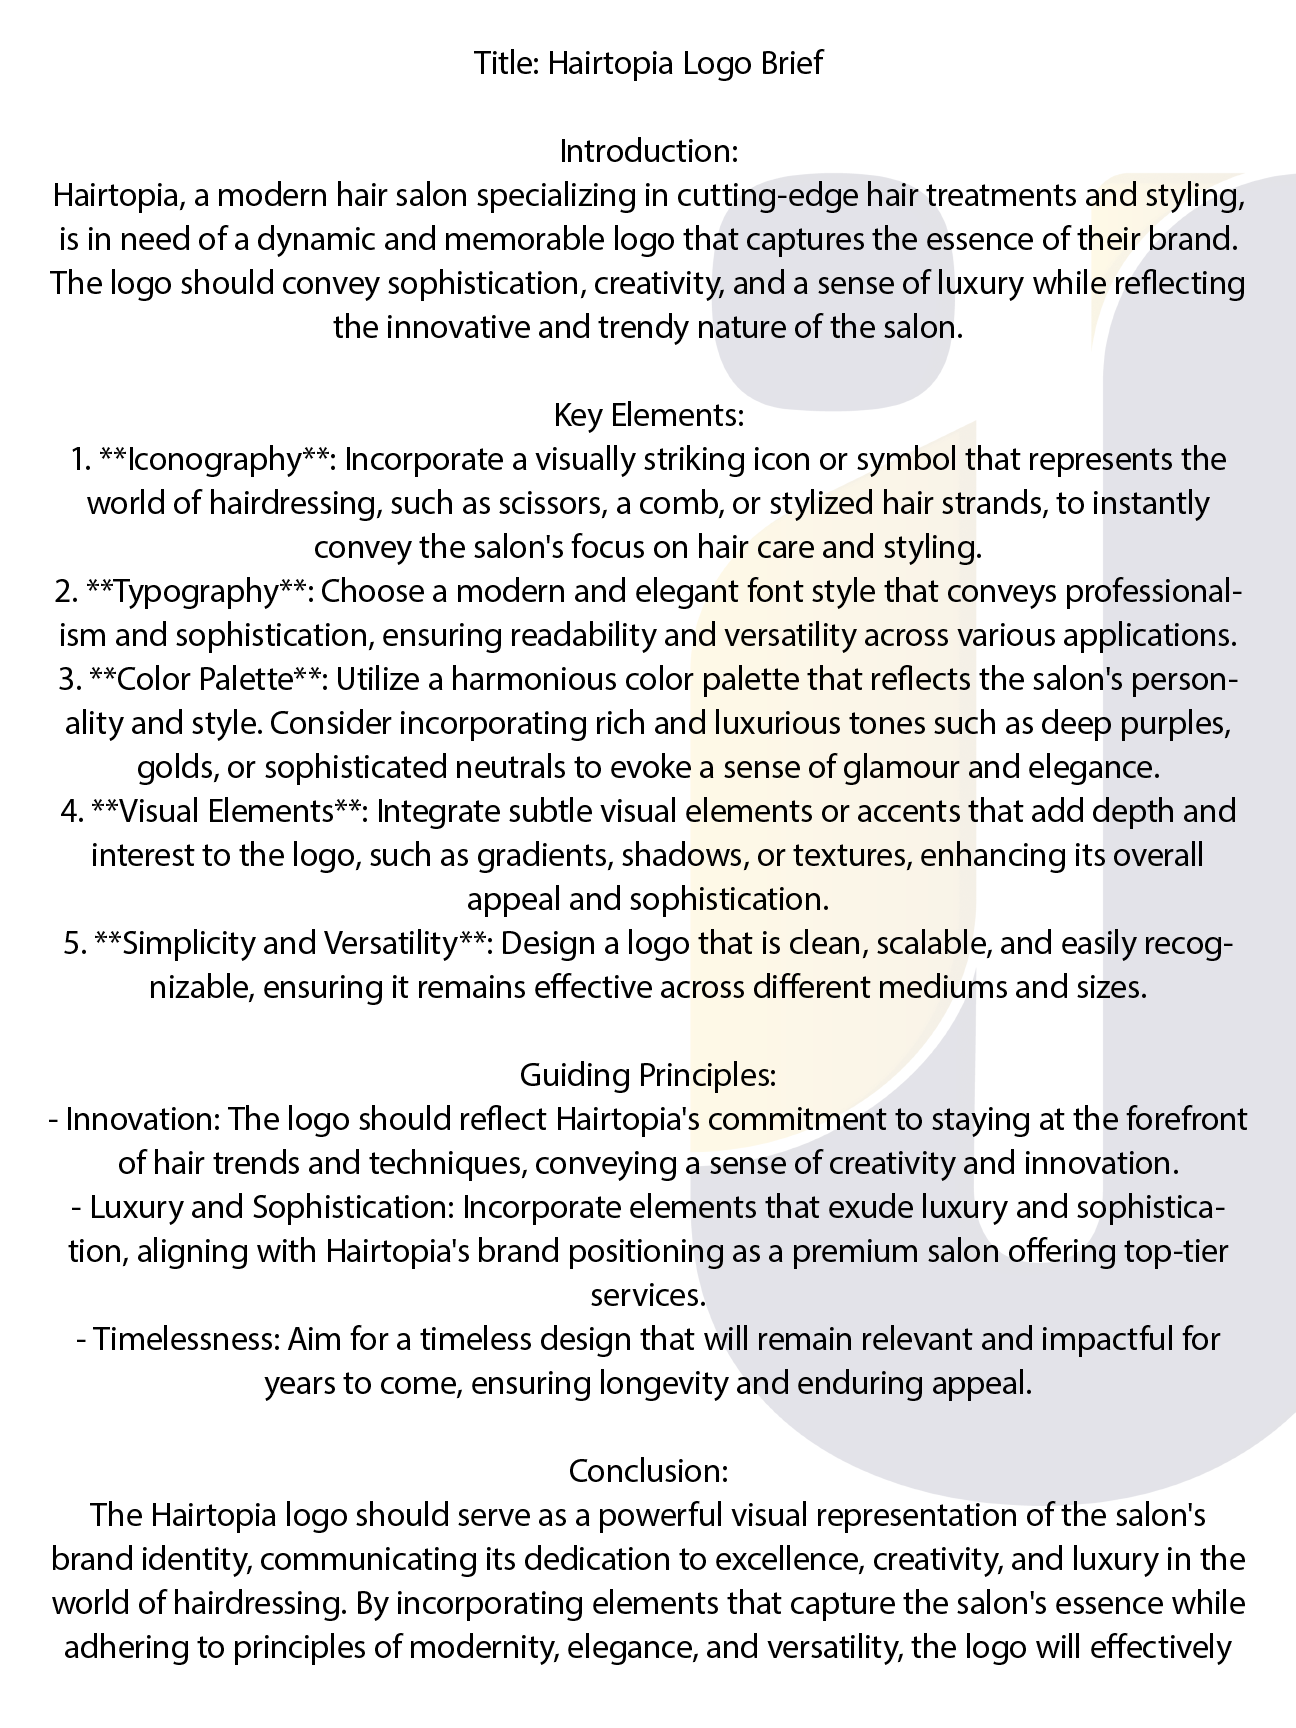 Title: Hairtopia Logo Brief
Introduction:
Hairtopia, a modern hair salon specializing in cutting-edge hair treatments and styling,
is in need of a dynamic and memorable logo that captures the essence of their brand.
The logo should convey sophistication, creativity, and a sense of luxury while reflecting
the innovative and trendy nature of the salon.
Key Elements:
1. **Iconography**: Incorporate a visually striking icon or symbol that represents the
world of hairdressing, such as scissors, a comb, or stylized hair strands, to instantly
convey the salon's focus on hair care and styling.
2. **Typography**: Choose a modern and elegant font style that conveys professional-
ism and sophistication, ensuring readability and versatility across various applications.
3. **Color Palette**: Utilize a harmonious color palette that reflects the salon's person-
ality and style. Consider incorporating rich and luxurious tones such as deep purples,
golds, or sophisticated neutrals to evoke a sense of glamour and elegance.
4. **Visual Elements**: Integrate subtle visual elements or accents that add depth and
interest to the logo, such as gradients, shadows, or textures, enhancing its overall
appeal and sophistication.
5. **Simplicity and Versatility**: Design a logo that is clean, scalable, and easily recog-
nizable, ensuring it remains effective across different mediums and sizes.
Guiding Principles:
- Innovation: The logo should reflect Hairtopia's commitment to staying at the forefront
of hair trends and techniques, conveying a sense of creativity and innovation.
- Luxury and Sophistication: Incorporate elements that exude luxury and sophistica-
tion, aligning with Hairtopia's brand positioning as a premium salon offering top-tier
services.
- Timelessness: Aim for a timeless design that will remain relevant and impactful for
years to come, ensuring longevity and enduring appeal.
Conclusion:
The Hairtopia logo should serve as a powerful visual representation of the salon's
brand identity, communicating its dedication to excellence, creativity, and luxury in the
world of hairdressing. By incorporating elements that capture the salon's essence while
adhering to principles of modernity, elegance, and versatility, the logo will effectively